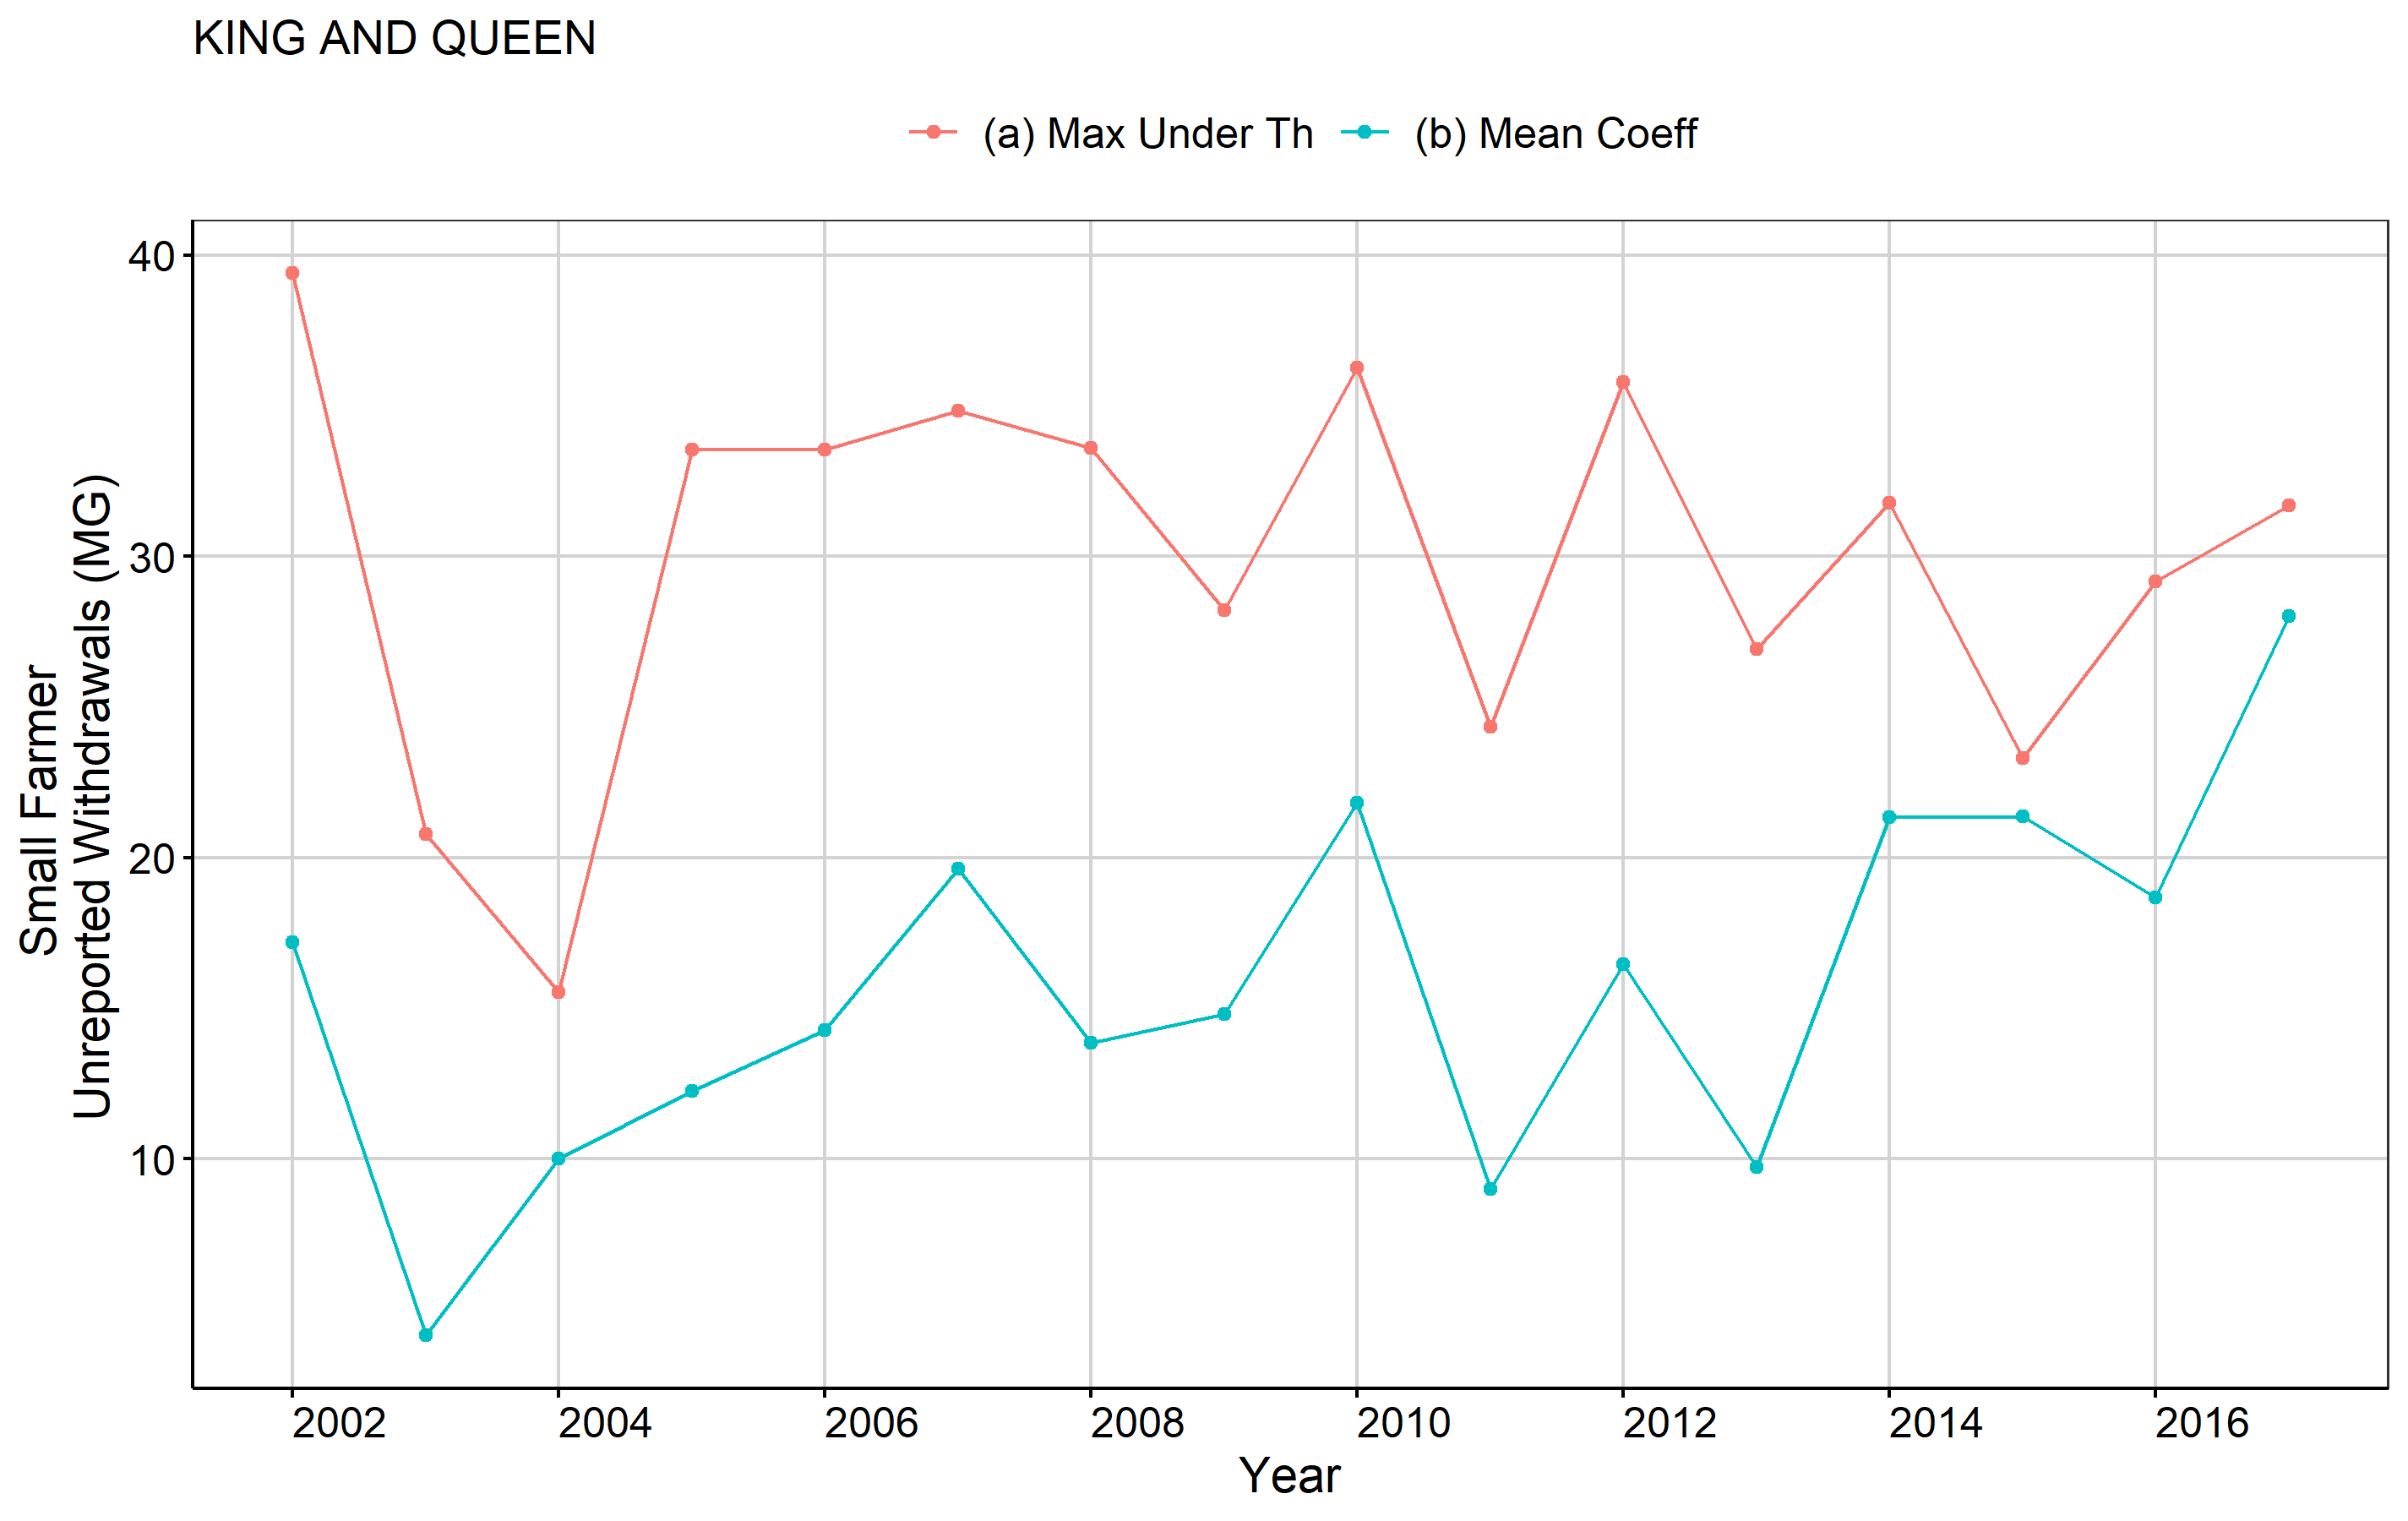 KING AND QUEEN
(a) Max Under Th (b) Mean Coeff
Small Farmer
Unreported Withdrawals (MG)
40
30
20
10
2002 2004 2006 2008 2010 2012 2014 2016
Year